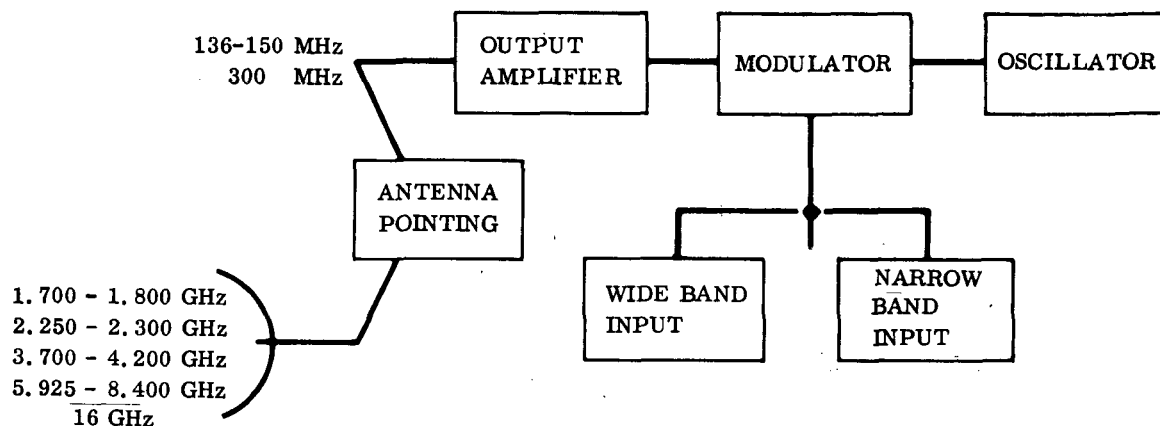 136-150 MHz
300 MHz
OUTPUT
AMPLIFIER
MODULATOR
OSCILLATOR
ANTENNA
POINTING
WIDE BAND
INPUT
NARROW
BAND
INPUT
1.700 - 1.800 GHz
2.250 - 2.300 GHz
3.700 - 4.200 GHz
5.925 - 8.400 GHz
16 GHz